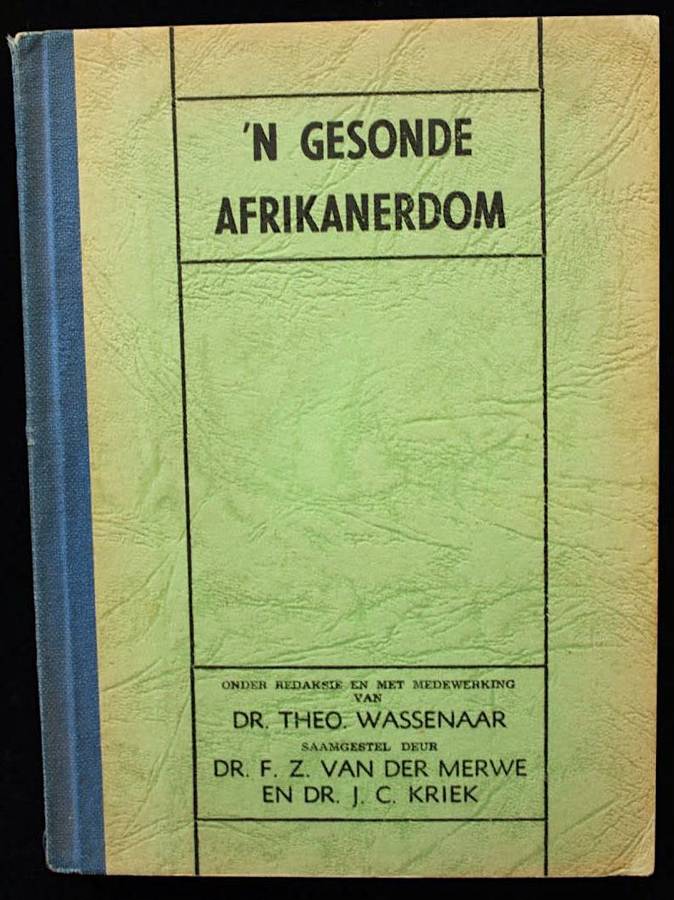 'N GESONDE
AFRIKANERDOM
ONDER REDAKSIE EN MET MEDEWERKING
VAN
DR. THEO. WASSENAAR
SAAMGESTEL DEUR
DR. F. Z. VAN DER MERWE
EN DR. J. C. KRIEK